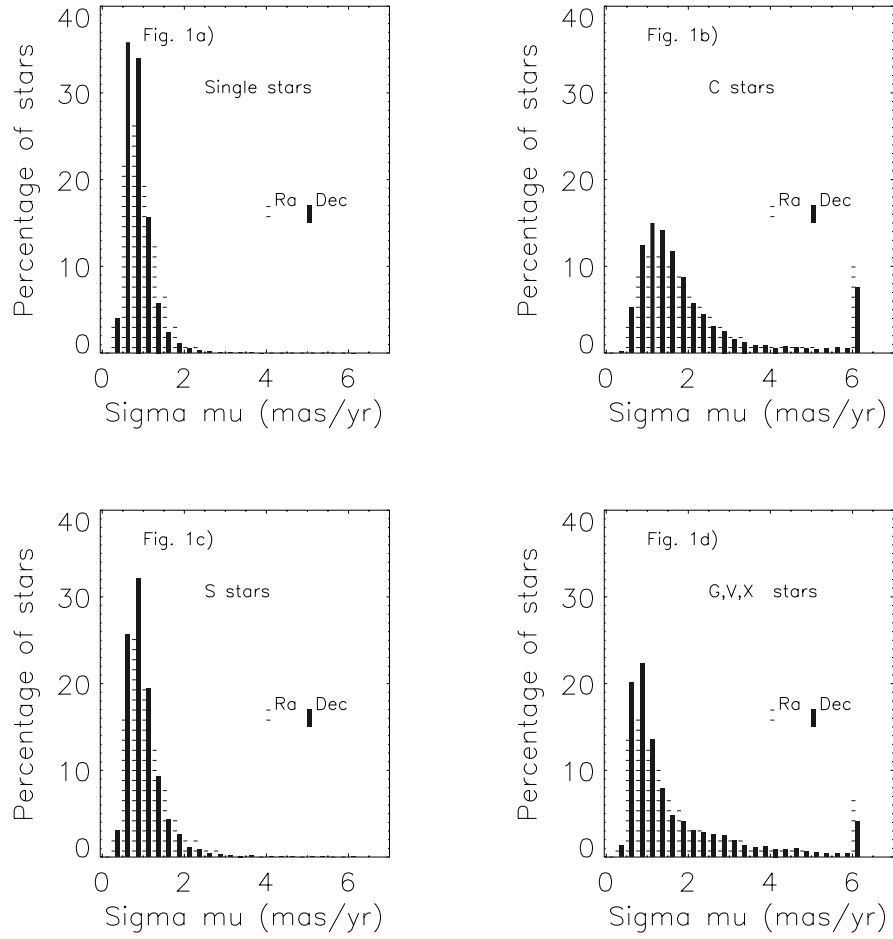 40
Fig. 1a)
30
Single stars
20
Ra Dec
10
0
0 2 4 6
Percentage of stars
Sigma mu (mas/yr)
40
Fig. 1b)
30
C stars
20
Ra Dec
10
0
0 2 4 6
Percentage of stars
Sigma mu (mas/yr)
40
Fig. 1c)
30
S stars
20
Ra Dec
10
0
0 2 4 6
Percentage of stars
Sigma mu (mas/yr)
40
Fig. 1d)
30
G,V,X stars
20
Ra Dec
10
0
0 2 4 6
Percentage of stars
Sigma mu (mas/yr)